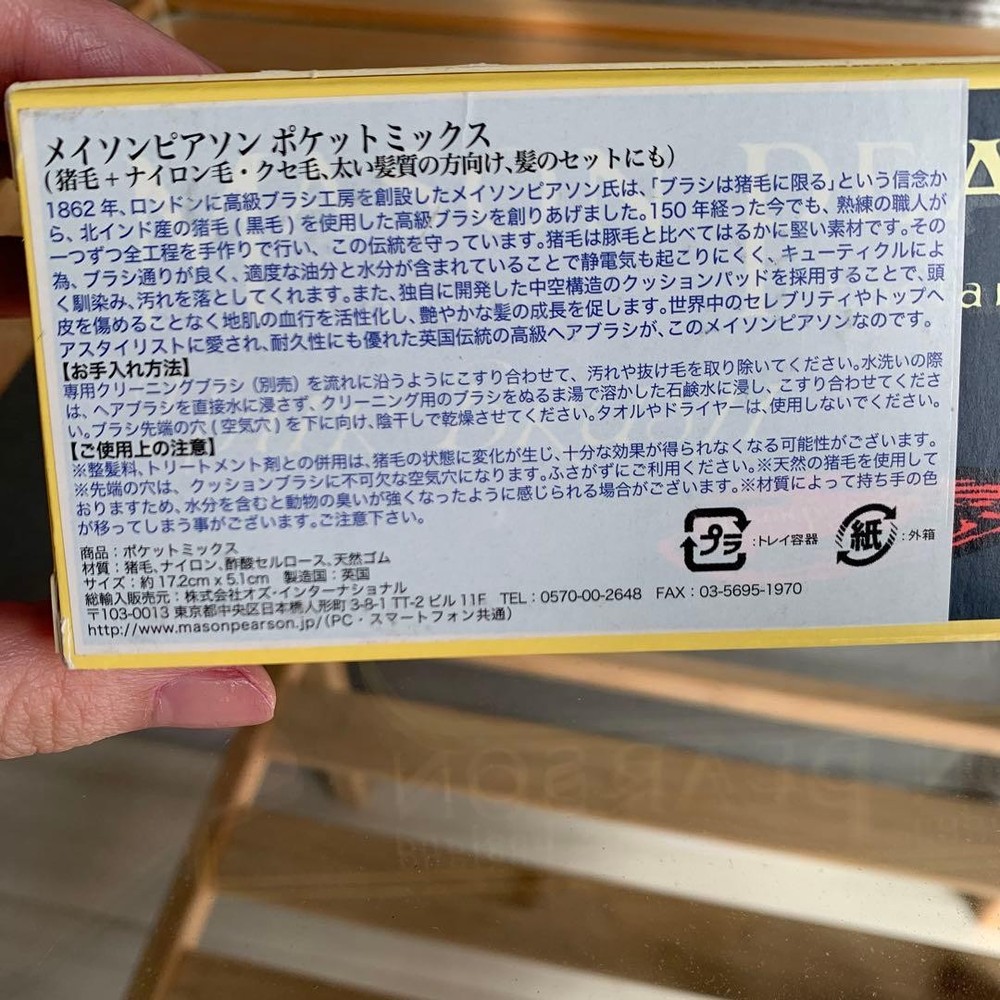 メイソンピアソン ポケットミックス
(猪毛+ナイロン毛・クセ毛、太い髪質の方向け、髪のセットにも)
1862年、ロンドンに高級ブラシ工房を創設したメイソンピアソン氏は、「ブラシは猪毛に限る」という信念か
ら、北インド産の猪毛(黒毛)を使用した高級ブラシを創りあげました。150年経った今でも、熟練の職人が
一つずつ全工程を手作りで行い、この伝統を守っています。猪毛は豚毛と比べてはるかに堅い素材です。その
為、ブラシ通りが良く、適度な油分と水分が含まれていることで静電気も起こりにくく、キューティクルによ
く馴染み、汚れを落としてくれます。また、独自に開発した中空構造のクッションパッドを採用することで、頭
皮を傷めることなく地肌の血行を活性化し、艶やかな髪の成長を促します。世界中のセレブリティやトップヘ
アスタイリストに愛され、耐久性にも優れた英国伝統の高級ヘアブラシが、このメイソンピアソンなのです。
【お手入れ方法】
専用クリーニングブラシ(別売)を流れに沿うようにこすり合わせて、汚れや抜け毛を取り除いてください。水洗いの際
は、ヘアブラシを直接水に浸さず、クリーニング用のブラシをぬるま湯で溶かした石鹸水に浸し、こすり合わせてくださ
い。ブラシ先端の穴(空気穴)を下に向け、陰干しで乾燥させてください。タオルやドライヤーは、使用しないでください。
【ご使用上の注意】
※整髪料、トリートメント剤との併用は、猪毛の状態に変化が生じ、十分な効果が得られなくなる可能性がございます。
※先端の穴は、クッションブラシに不可欠な空気穴になります。ふさがずにご利用ください。※天然の猪毛を使用して
おりますため、水分を含むと動物の臭いが強くなったように感じられる場合がございます。※材質によって持ち手の色
が移ってしまう事がございます。ご注意下さい。
商品:ポケットミックス
材質:猪毛、ナイロン、酢酸セルロース、天然ゴム
サイズ:約17.2cm x 5.1cm 製造国:英国
総輸入販売元:株式会社オズ・インターナショナル
〒103-0013 東京都中央区日本橋人形町3-8-1 TT-2ビル11F TEL:0570-00-2648 FAX:03-5695-1970
http://www.masonpearson.jp/(PC・スマートフォン共通)
プラ :トレイ容器 紙 :外箱